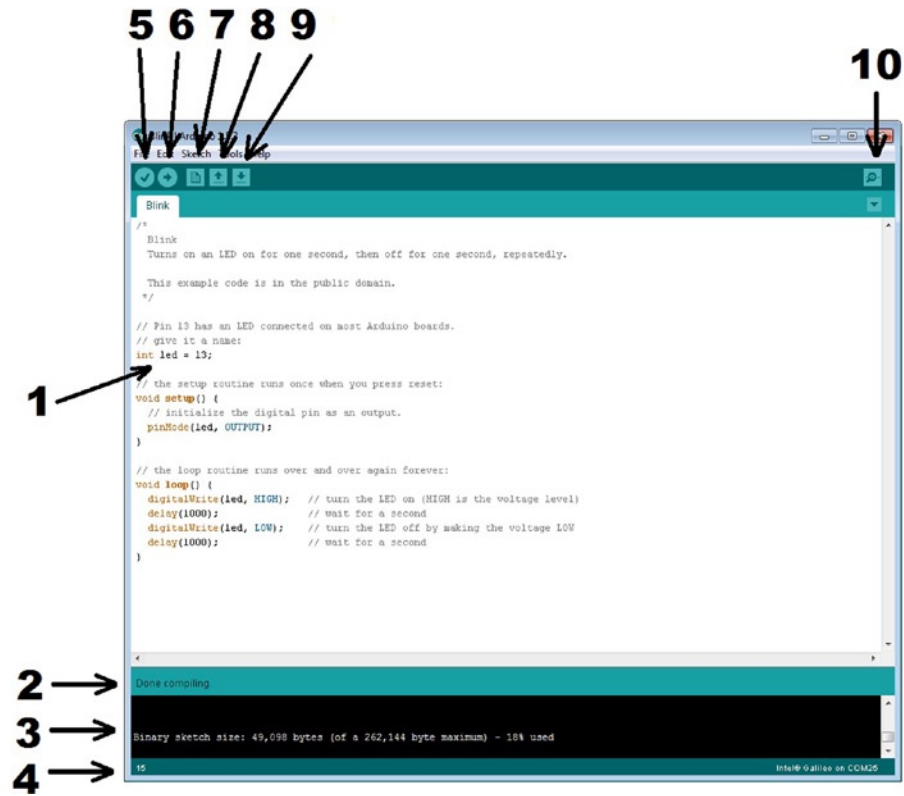 5 6 7 8 9
10
File Edit Sketch Tools Help
Blink
/*
Blink
Turns on an LED on for one second, then off for one second, repeatedly.
This example code is in the public domain.
*/
// Pin 13 has an LED connected on most Arduino boards.
// give it a name:
int led = 13;
1
// the setup routine runs once when you press reset:
void setup() {
// initialize the digital pin as an output.
pinMode(led, OUTPUT);
}
// the loop routine runs over and over again forever:
void loop() {
digitalWrite(led, HIGH);   // turn the LED on (HIGH is the voltage level)
delay(1000);               // wait for a second
digitalWrite(led, LOW);    // turn the LED off by making the voltage LOW
delay(1000);               // wait for a second
}
2
Done compiling.
3
Binary sketch size: 49,098 bytes (of a 262,144 byte maximum) - 18% used
4
15 Intel® Galileo on COM25